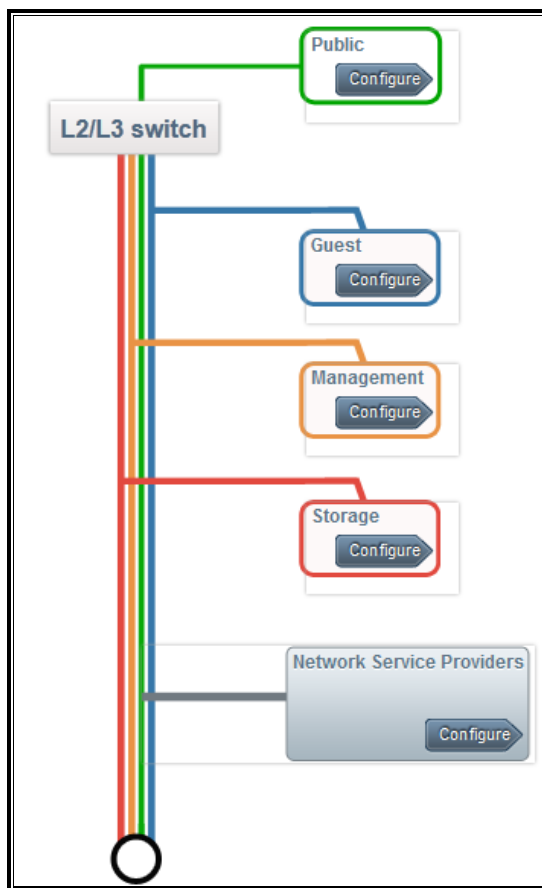 Public
Configure
L2/L3 switch
Guest
Configure
Management
Configure
Storage
Configure
Network Service Providers
Configure